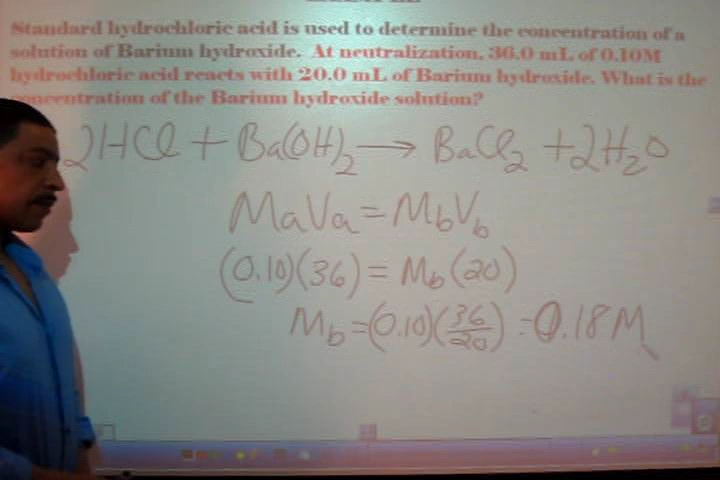 Standard hydrochloric acid is used to determine the concentration of a
solution of Barium hydroxide. At neutralization, 36.0 mL of 0.10M
hydrochloric acid reacts with 20.0 mL of Barium hydroxide. What is the
concentration of the Barium hydroxide solution?
2HCl + Ba(OH)₂ → BaCl₂ + 2H₂O
MaVa = M_bV_b
(0.10)(36) = M_b(20)
M_b = (0.10)(36/20) = 0.18M